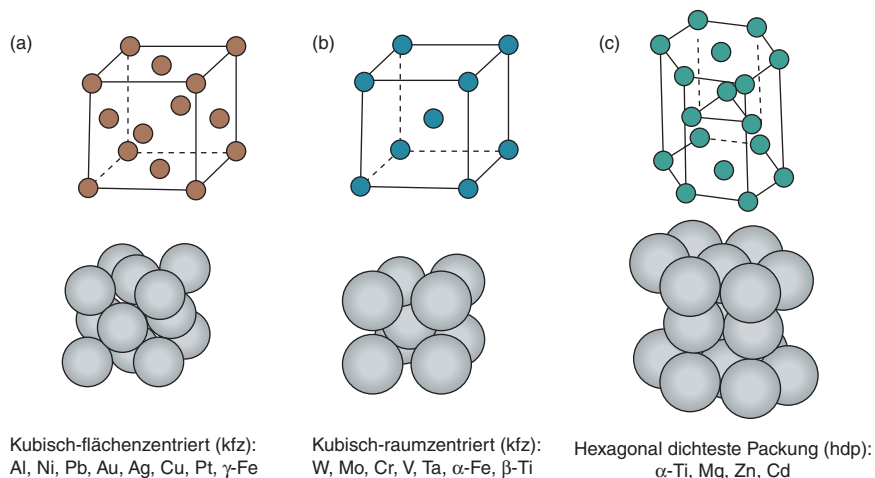 (a)
(b)
(c)
Kubisch-flächenzentriert (kfz):
Al, Ni, Pb, Au, Ag, Cu, Pt, γ-Fe
Kubisch-raumzentriert (kfz):
W, Mo, Cr, V, Ta, α-Fe, β-Ti
Hexagonal dichteste Packung (hdp):
α-Ti, Mg, Zn, Cd